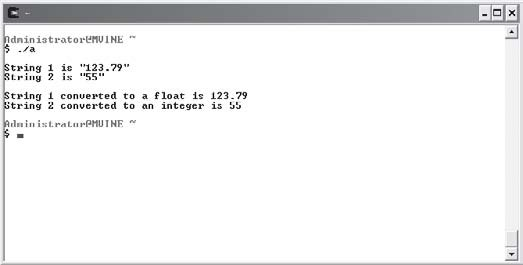 ~
Administrator@MVINE ~
$ ./a
String 1 is "123.79"
String 2 is "55"
String 1 converted to a float is 123.79
String 2 converted to an integer is 55
Administrator@MVINE ~
$